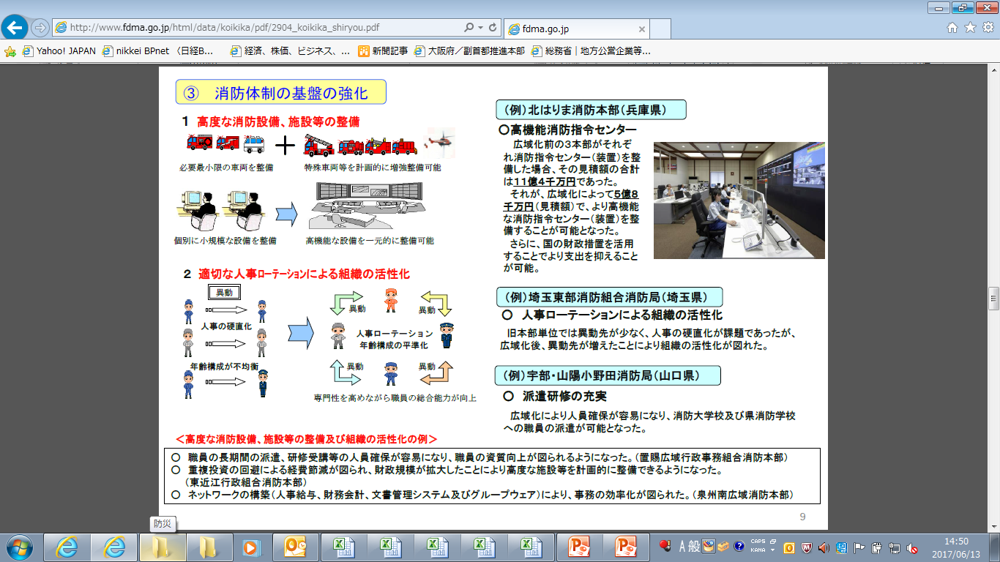 http://www.fdma.go.jp/html/data/koikika/pdf/2904_koikika_shiryou.pdf
fdma.go.jp
Yahoo! JAPAN
nikkei BPnet 〈日経B...
経済、株価、ビジネス、...
新聞記事
大阪府／副首都推進本部
総務省｜地方公営企業等...
③　消防体制の基盤の強化
1 高度な消防設備、施設等の整備
必要最小限の車両を整備
特殊車両等を計画的に増強整備可能
個別に小規模な設備を整備
高機能な設備を一元的に整備可能
2 適切な人事ﾛｰﾃｰｼｮﾝによる組織の活性化
異動
人事の硬直化
年齢構成が不均衡
異動
異動
人事ローテーション
年齢構成の平準化
異動
異動
専門性を高めながら職員の総合能力が向上
（例）北はりま消防本部（兵庫県）
○高機能消防指令センター
広域化前の３本部がそれぞ
れ消防指令センター（装置）を整
備した場合、その見積額の合計
は１１億４千万円であった。
それが、広域化によって５億８
千万円（見積額）で、より高機能
な消防指令センター（装置）を整
備することが可能となった。
さらに、国の財政措置を活用
することでより支出を抑えること
が可能。
（例）埼玉東部消防組合消防局（埼玉県）
○　人事ローテーションによる組織の活性化
旧本部単位では異動先が少なく、人事の硬直化が課題であったが、
広域化後、異動先が増えたことにより組織の活性化が図れた。
（例）宇部・山陽小野田消防局（山口県）
○　派遣研修の充実
広域化により人員確保が容易になり、消防大学校及び県消防学校
への職員の派遣が可能となった。
＜高度な消防設備、施設等の整備及び組織の活性化の例＞
○　職員の長期間の派遣、研修受講等の人員確保が容易になり、職員の資質向上が図られるようになった。（置賜広域行政事務組合消防本部）
○　重複投資の回避による経費節減が図られ、財政規模が拡大したことにより高度な施設等を計画的に整備できるようになった。
（東近江行政組合消防本部）
○　ネットワークの構築（人事給与、財務会計、文書管理システム及びグループウェア）により、事務の効率化が図られた。（泉州南広域消防本部）
9
防災
A 般
CAPS
KANA
14:50
2017/06/13